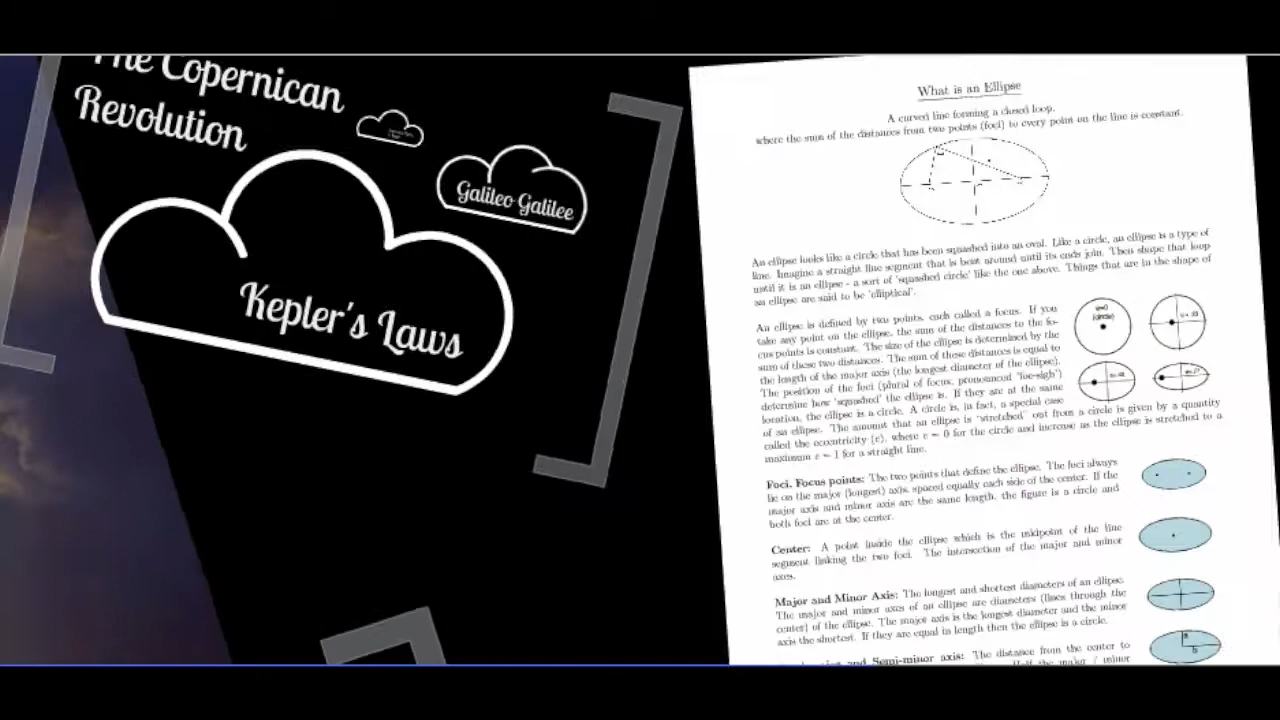 The Copernican
Revolution
Galileo Galilee
Kepler's Laws
What is an Ellipse
A curved line forming a closed loop,
where the sum of the distances from two points (foci) to every point on the line is constant.
An ellipse looks like a circle that has been squashed into an oval. Like a circle, an ellipse is a type of
line. Imagine a straight line segment that is bent around until its ends join. Then shape that loop
until it is an ellipse - a sort of 'squashed circle' like the one above. Things that are in the shape of
an ellipse are said to be 'elliptical'.
An ellipse is defined by two points, each called a focus. If you
take any point on the ellipse, the sum of the distances to the fo-
cus points is constant. The size of the ellipse is determined by the
sum of these two distances. The sum of these distances is equal to
the length of the major axis (the longest diameter of the ellipse).
The position of the foci (plural of focus, pronounced 'foe-sigh')
determine how 'squashed' the ellipse is. If they are at the same
location, the ellipse is a circle. A circle is, in fact, a special case
of an ellipse. The amount that an ellipse is "stretched" out from a circle is given by a quantity
called the eccentricity (e), where e = 0 for the circle and increase as the ellipse is stretched to a
maximum e = 1 for a straight line.
e=0
(circle)
Foci, Focus points: The two points that define the ellipse. The foci always
lie on the major (longest) axis, spaced equally each side of the center. If the
major axis and minor axis are the same length, the figure is a circle and
both foci are at the center.
Center: A point inside the ellipse which is the midpoint of the line
segment linking the two foci. The intersection of the major and minor
axes.
Major and Minor Axis: The longest and shortest diameters of an ellipse.
The major and minor axes of an ellipse are diameters (lines through the
center) of the ellipse. The major axis is the longest diameter and the minor
axis the shortest. If they are equal in length then the ellipse is a circle.
and Semi-minor axis: The distance from the center to
the major / minor
a
b